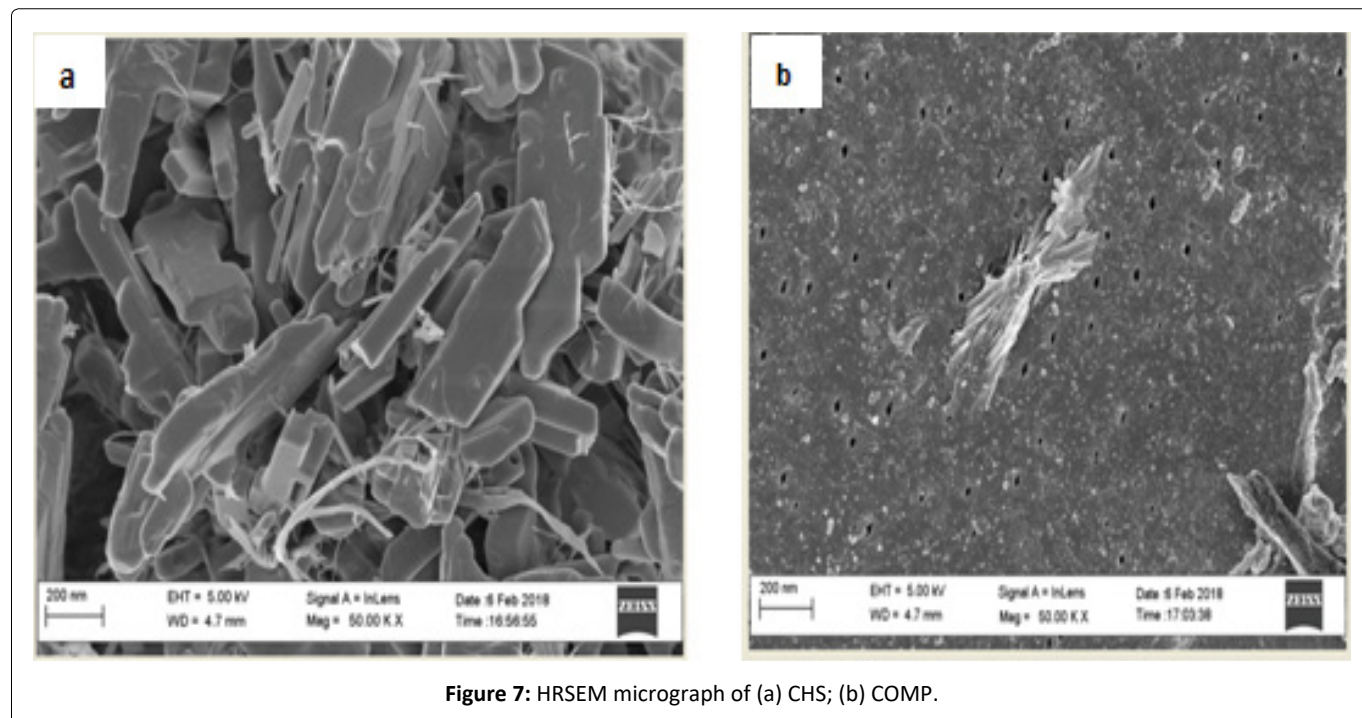 a
200 nm
EHT = 5.00 kV
Signal A = InLens
Date :6 Feb 2018
WD = 4.7 mm
Mag = 50.00 K X
Time :16:56:55
ZEISS
b
200 nm
EHT = 5.00 kV
Signal A = InLens
Date :6 Feb 2018
WD = 4.7 mm
Mag = 50.00 K X
Time :17:03:38
ZEISS
Figure 7: HRSEM micrograph of (a) CHS; (b) COMP.